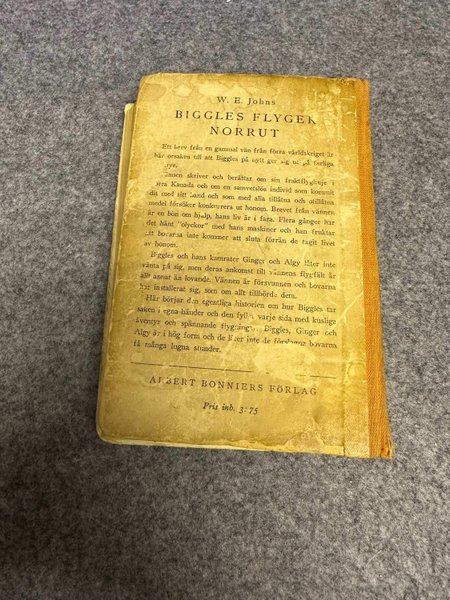 W. E. Johns
BIGGLES FLYGER
NORRUT
Ett brev från en gammal vän från förra världskriget är
här orsaken till att Biggles på nytt ger sig ut på farliga
skriver och berättar om sin fraktflyglinje i
Kanada och om en samvetslös individ som kommit
dit med sitt band och som med alla tillåtna och otillåtna
medel försöker konkurrera ut honom. Brevet från vännen
är en bön om hjälp, hans liv är i fara. Flera gånger har
det hänt "olyckor" med hans maskiner och han fruktar
att bovarna inte kommer att sluta förrän de tagit livet
av honom.
Biggles och hans kamrater Ginger och Algy låter inte
vänta på sig, men deras ankomst till vännens flygfält är
allt annat än lovande. Vännen är försvunnen och bovarna
har installerat sig, som om allt tillhörde dem.
Här börjar den egentliga historien om hur Biggles tar
saken i egna händer och den fyller varje sida med kusliga
äventyr och spännande flygningar. Biggles, Ginger och
Algy är i hög form och de låter inte de förslagna bovarna
få många lugna stunder.
ALBERT BONNIERS FÖRLAG
Pris inb. 3:75